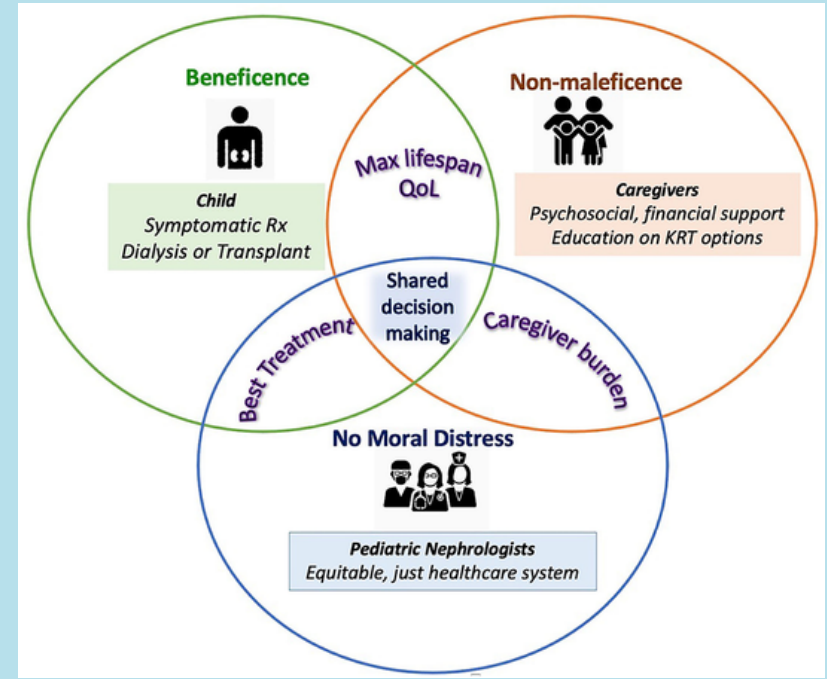 Beneficence
Non-maleficence
Max lifespan
QoL
Child
Symptomatic Rx
Dialysis or Transplant
Caregivers
Psychosocial, financial support
Education on KRT options
Shared
decision
making
Best Treatment
Caregiver burden
No Moral Distress
Pediatric Nephrologists
Equitable, just healthcare system